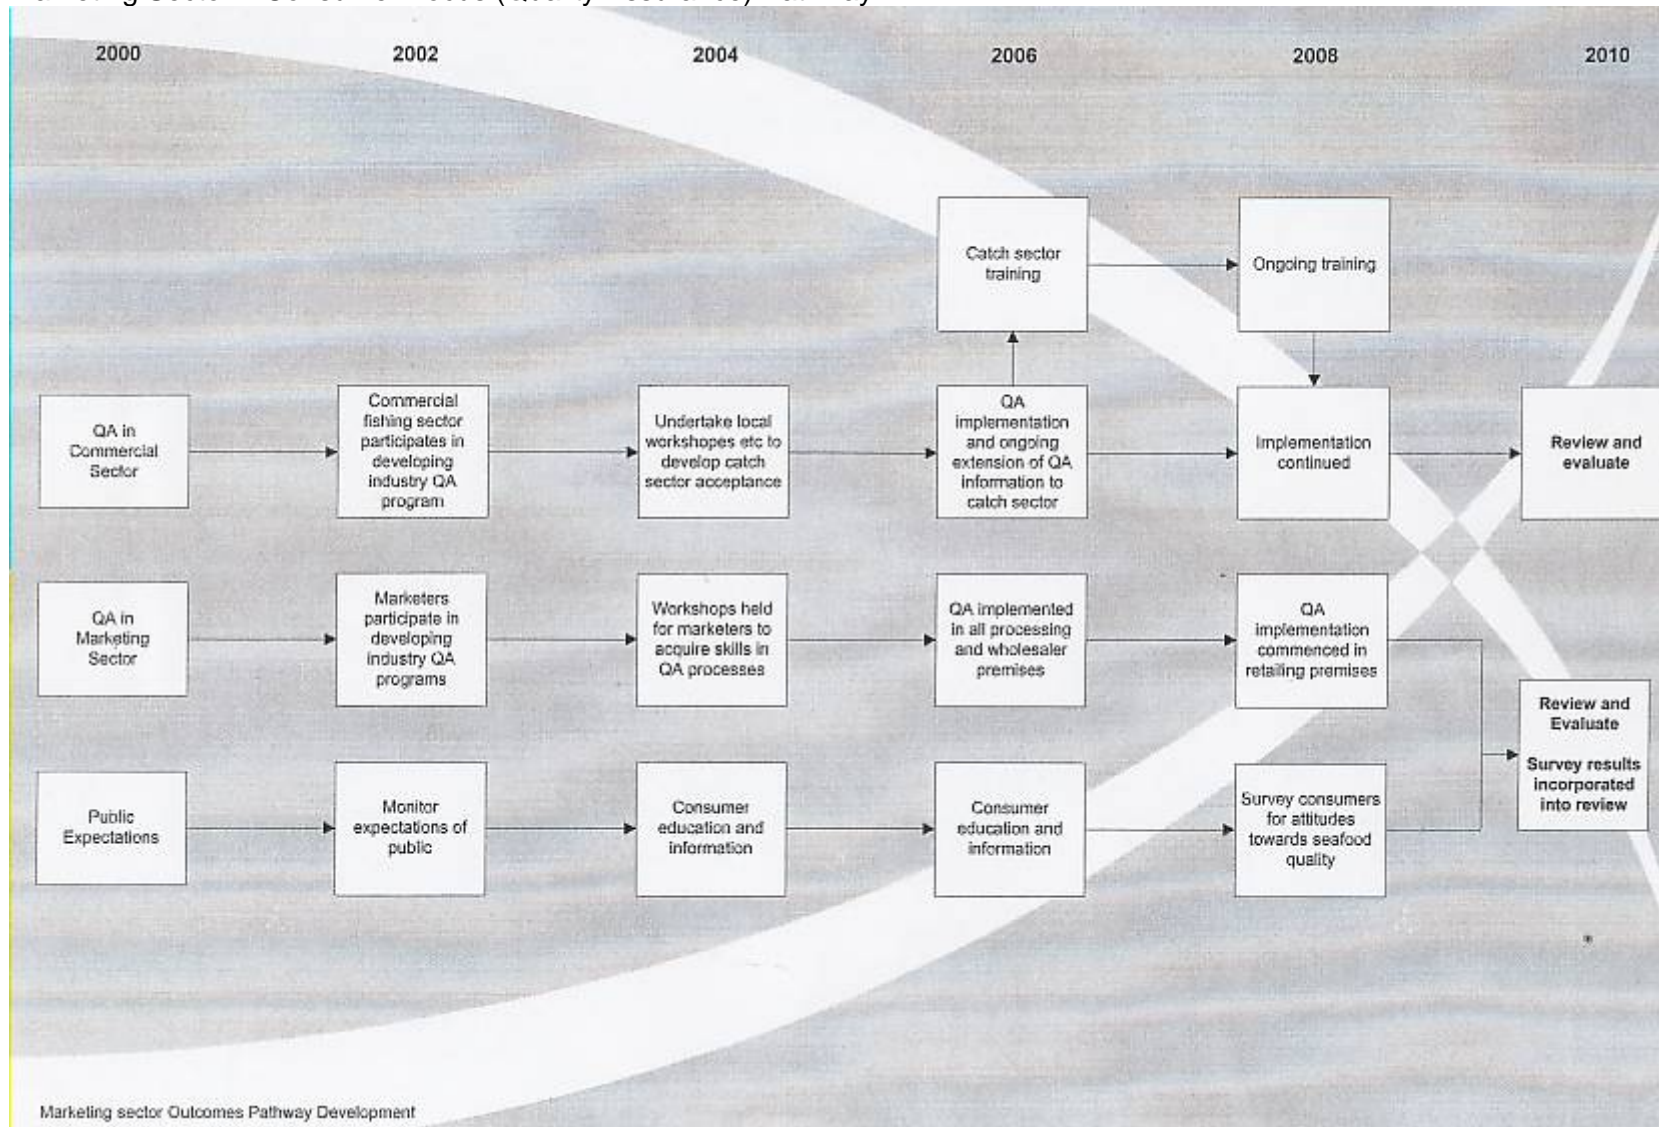 2000
2002
2004
2006
2008
2010
Catch sector
training
Ongoing training
QA in
Commercial
Sector
Commercial
fishing sector
participates in
developing
industry QA
program
Undertake local
workshopes etc to
develop catch
sector acceptance
QA
implementation
and ongoing
extension of QA
information to
catch sector
Implementation
continued
Review and
evaluate
QA in
Marketing
Sector
Marketers
participate in
developing
industry QA
programs
Workshops held
for marketers to
acquire skills in
QA processes
QA implemented
in all processing
and wholesaler
premises
QA
implementation
commenced in
retailing premises
Review and
Evaluate
Survey results
incorporated
into review
Public
Expectations
Monitor
expectations of
public
Consumer
education and
information
Consumer
education and
information
Survey consumers
for attitudes
towards seafood
quality
Marketing sector Outcomes Pathway Development